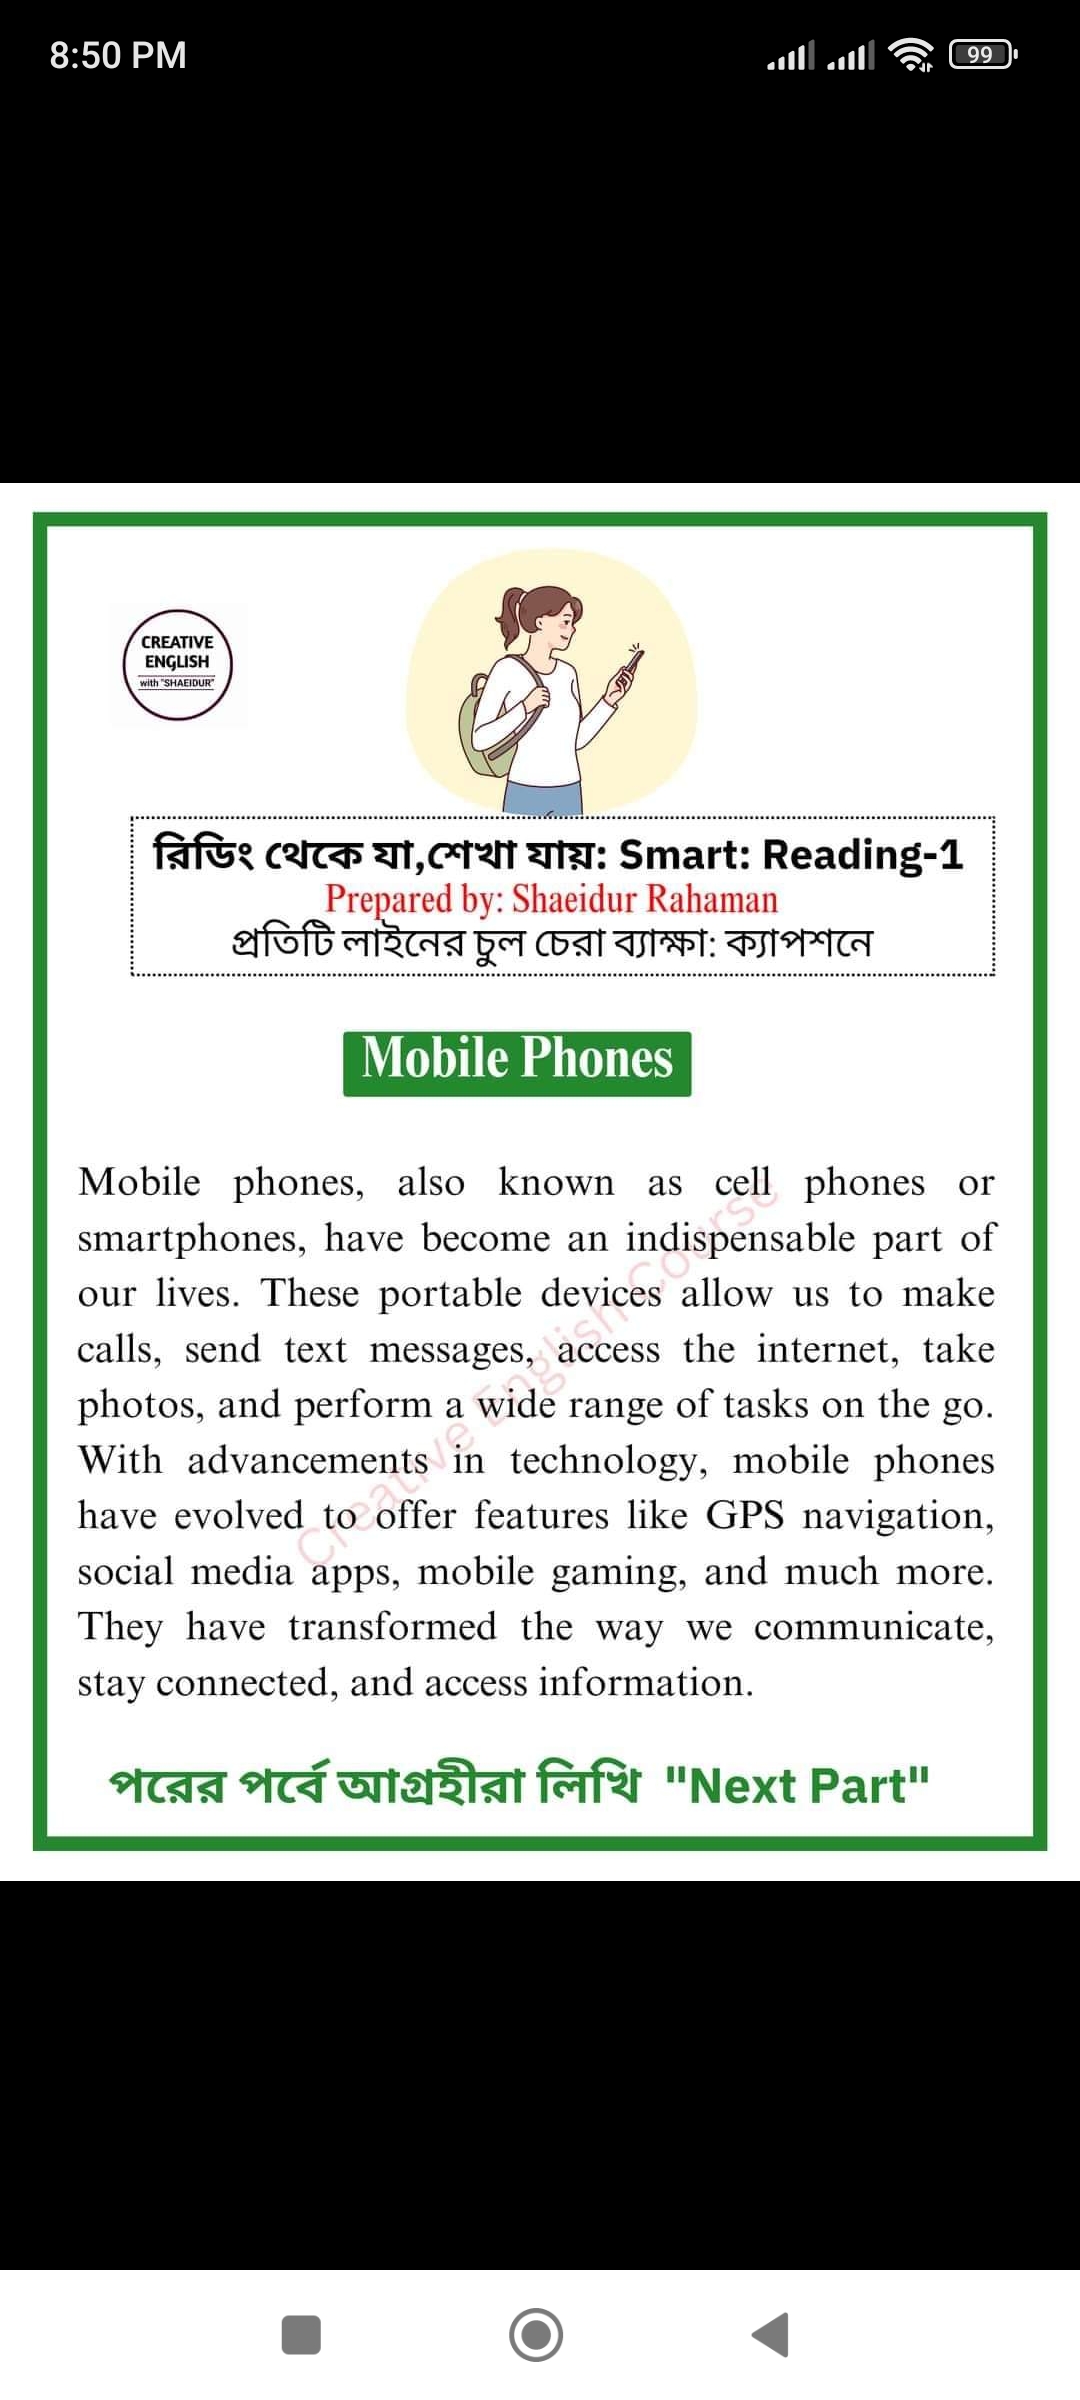 8:50 PM
99
CREATIVE
ENGLISH
with "SHAEIDUR"
রিডিং থেকে যা,শেখা যায়: Smart: Reading-1
Prepared by: Shaeidur Rahaman
প্রতিটি লাইনের চুল চেরা ব্যাক্ষা: ক্যাপশনে
Mobile Phones
Mobile phones, also known as cell phones or
smartphones, have become an indispensable part of
our lives. These portable devices allow us to make
calls, send text messages, access the internet, take
photos, and perform a wide range of tasks on the go.
With advancements in technology, mobile phones
have evolved to offer features like GPS navigation,
social media apps, mobile gaming, and much more.
They have transformed the way we communicate,
stay connected, and access information.
Creative English Course
পরের পর্বে আগ্রহীরা লিখি "Next Part"